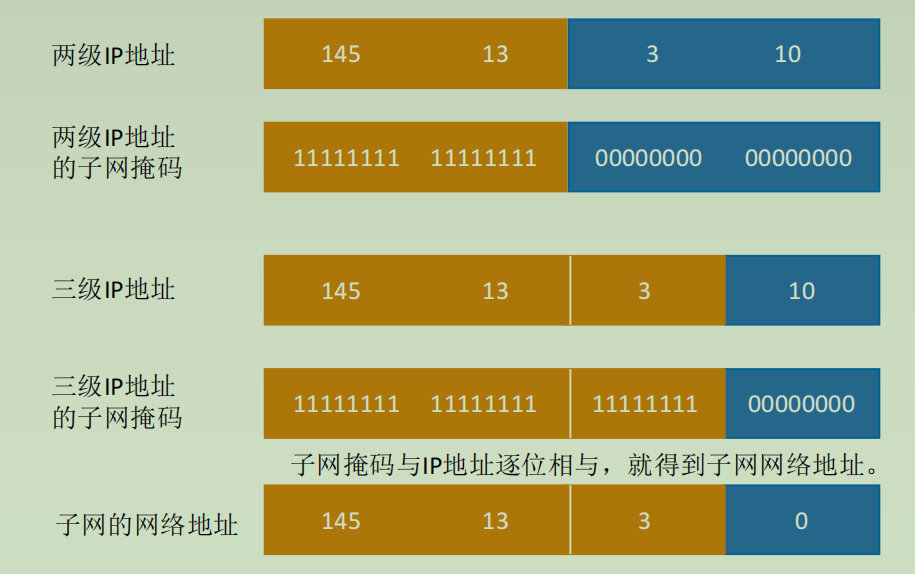 两级IP地址 145 13 3 10
两级IP地址
的子网掩码
11111111 11111111 00000000 00000000
三级IP地址 145 13 3 10
三级IP地址
的子网掩码
11111111 11111111 11111111 00000000
子网掩码与IP地址逐位相与，就得到子网网络地址。
子网的网络地址 145 13 3 0